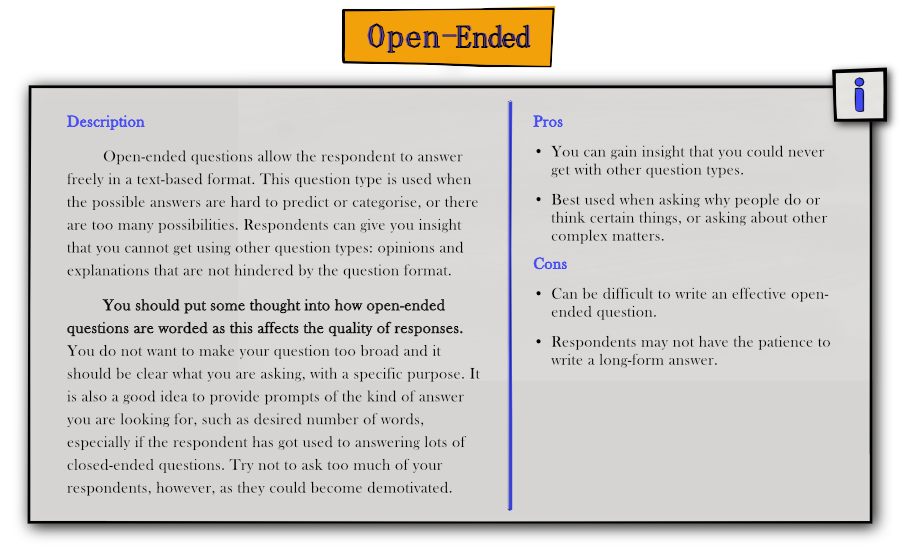 Open-Ended
i
Description
Open-ended questions allow the respondent to answer
freely in a text-based format. This question type is used when
the possible answers are hard to predict or categorise, or there
are too many possibilities. Respondents can give you insight
that you cannot get using other question types: opinions and
explanations that are not hindered by the question format.
You should put some thought into how open-ended
questions are worded as this affects the quality of responses.
You do not want to make your question too broad and it
should be clear what you are asking, with a specific purpose. It
is also a good idea to provide prompts of the kind of answer
you are looking for, such as desired number of words,
especially if the respondent has got used to answering lots of
closed-ended questions. Try not to ask too much of your
respondents, however, as they could become demotivated.
Pros
• You can gain insight that you could never
get with other question types.
• Best used when asking why people do or
think certain things, or asking about other
complex matters.
Cons
• Can be difficult to write an effective open-
ended question.
• Respondents may not have the patience to
write a long-form answer.